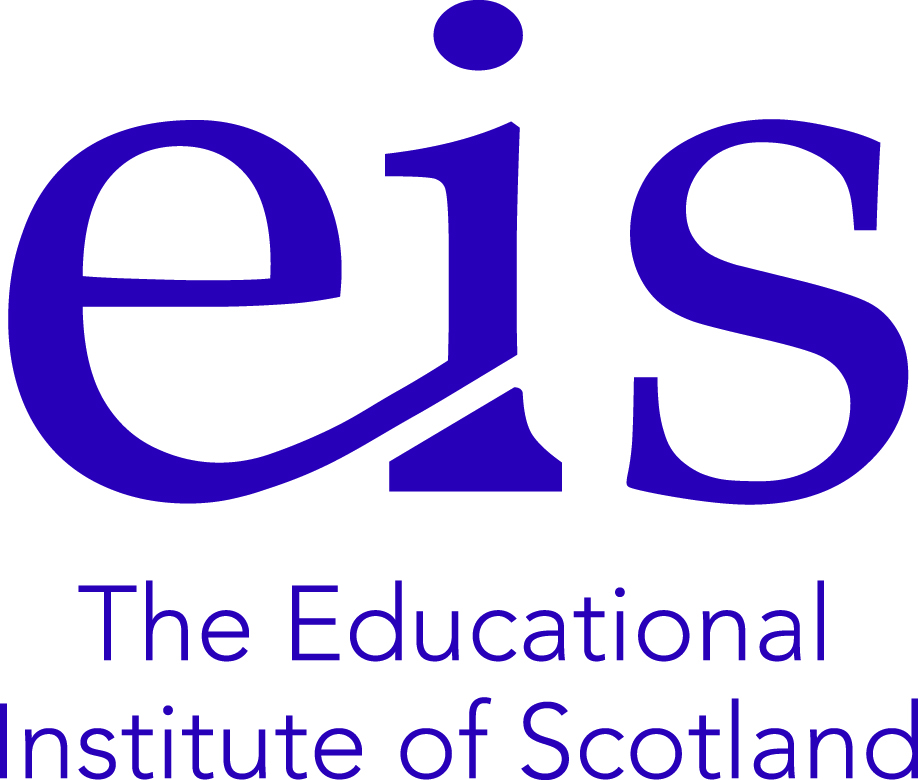 eis
The Educational
Institute of Scotland